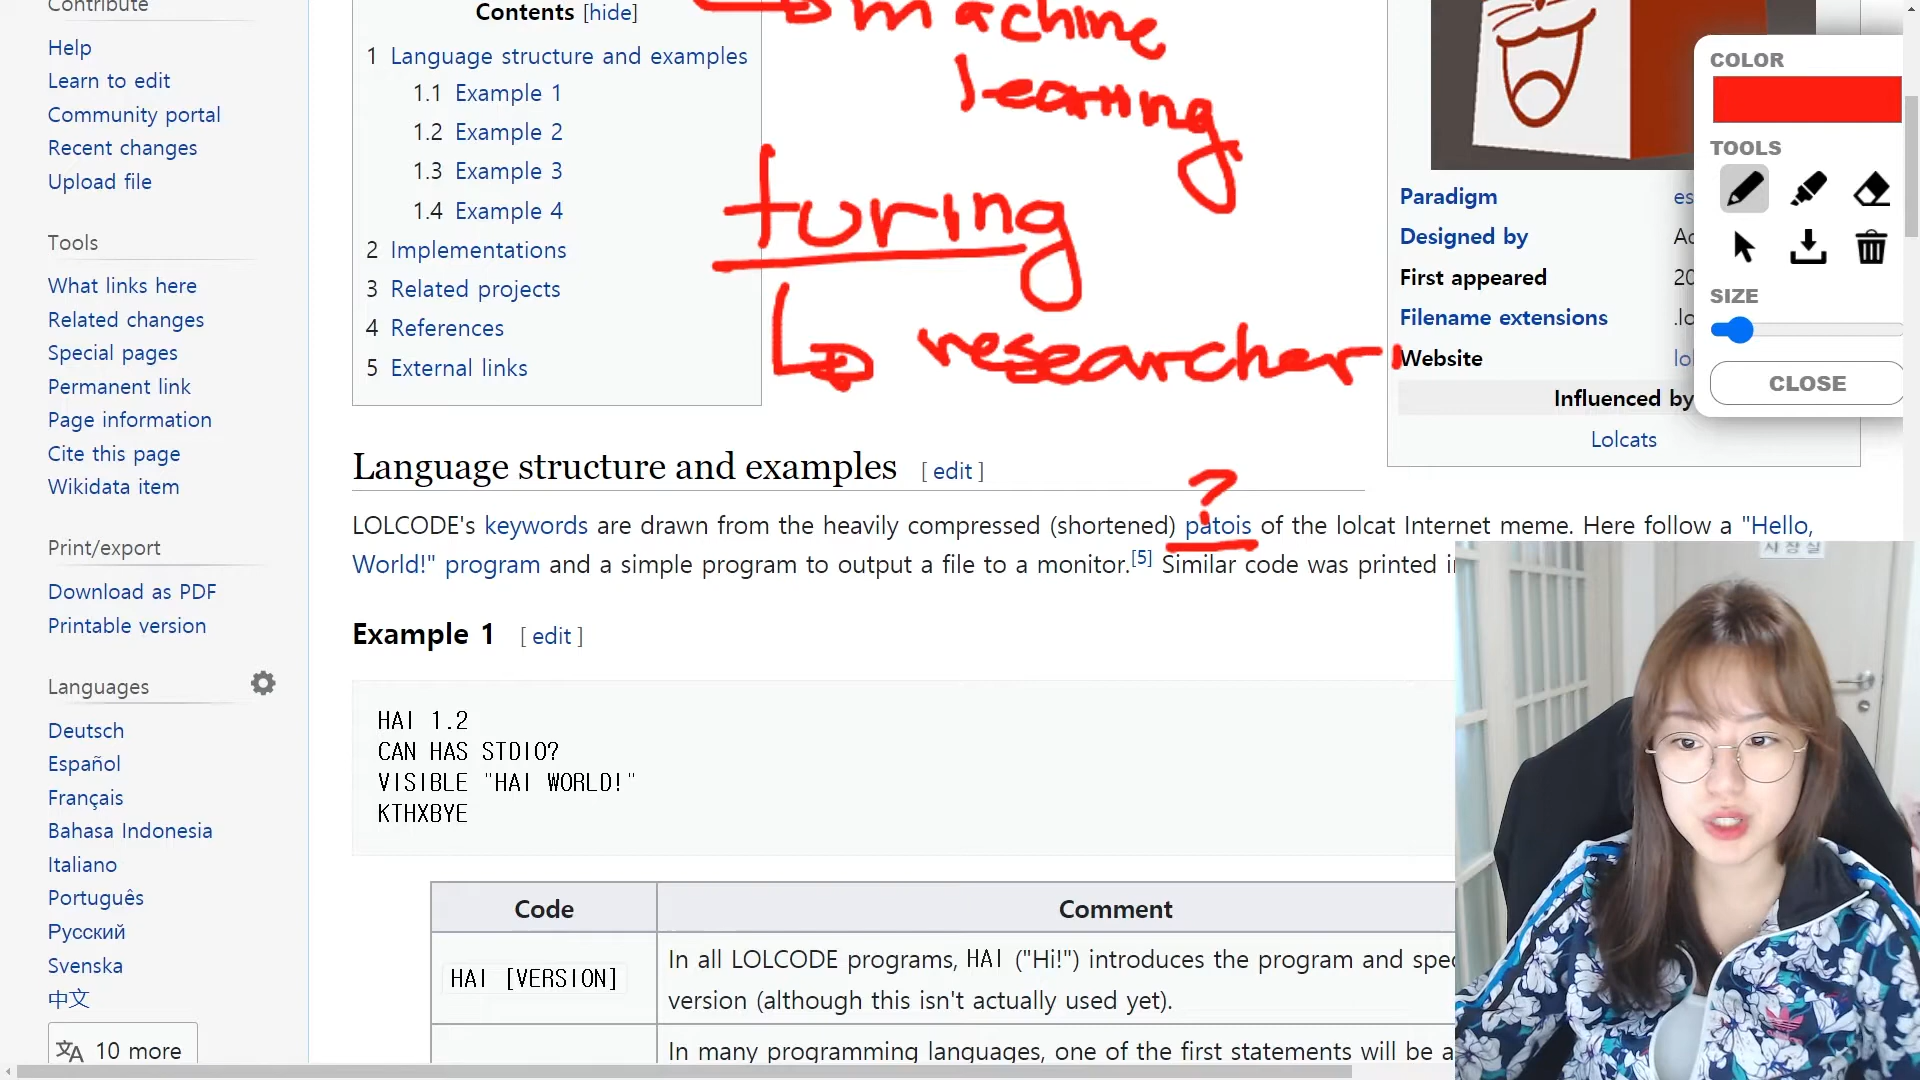 Contribute
Help
Learn to edit
Community portal
Recent changes
Upload file
Tools
What links here
Related changes
Special pages
Permanent link
Page information
Cite this page
Wikidata item
Print/export
Download as PDF
Printable version
Languages
Deutsch
Español
Français
Bahasa Indonesia
Italiano
Português
Русский
Svenska
中文
10 more
Contents [hide]
1 Language structure and examples
1.1 Example 1
1.2 Example 2
1.3 Example 3
1.4 Example 4
2 Implementations
3 Related projects
4 References
5 External links
machine
learning
turing
researcher
Paradigm es
Designed by
First appeared 20
Filename extensions .lo
Website lo
Influenced by
Lolcats
COLOR
TOOLS
SIZE
CLOSE
Language structure and examples [ edit ]
?
LOLCODE's keywords are drawn from the heavily compressed (shortened) patois of the lolcat Internet meme. Here follow a "Hello,
World!" program and a simple program to output a file to a monitor.[5] Similar code was printed
Example 1 [ edit ]
HAI 1.2
CAN HAS STDIO?
VISIBLE "HAI WORLD!"
KTHXBYE
Code Comment
HAI [VERSION]
In all LOLCODE programs, HAI ("Hi!") introduces the program and spec
version (although this isn't actually used yet).
In many programming languages, one of the first statements will be a
사장실